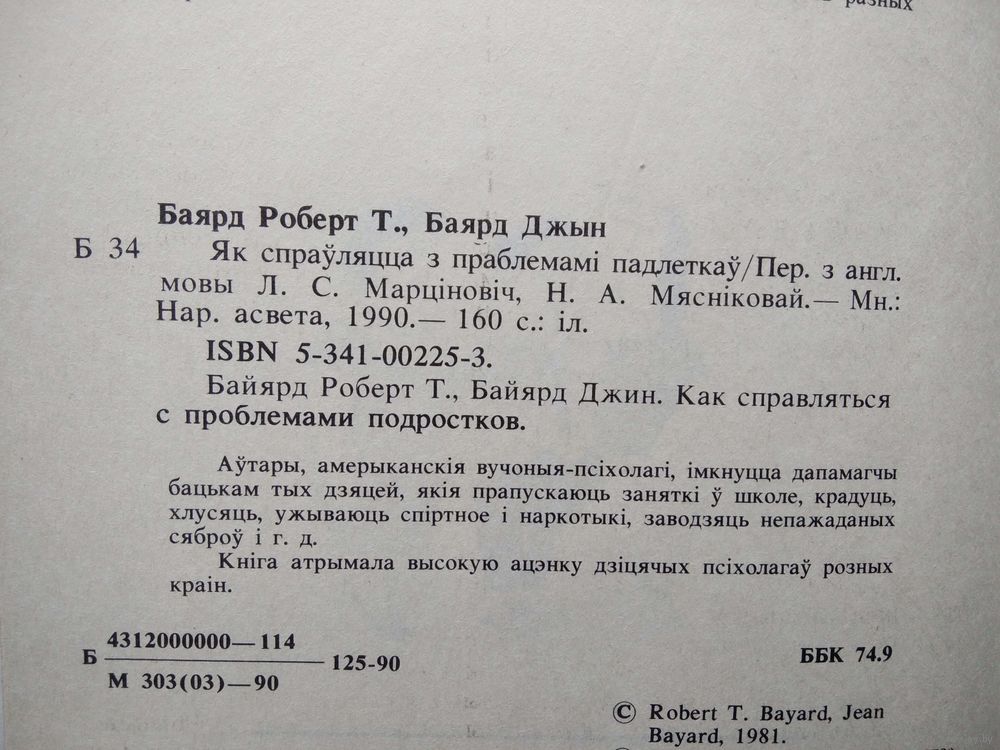 разных
Баярд Роберт Т., Баярд Джын
Б 34
Як спраўляцца з праблемамі падлеткаў/Пер. з англ.
мовы Л. С. Марціновіч, Н. А. Мяснікoвай.— Мн.:
Нар. асвета, 1990.— 160 с.: іл.
ISBN 5-341-00225-3.
Байярд Роберт Т., Байярд Джин. Как справляться
с проблемами подростков.
Аўтары, амерыканскія вучоныя-псіхолагі, імкнуцца дапамагчы
бацькам тых дзяцей, якія прапускаюць заняткі ў школе, крадуць,
хлусяць, ужываюць спіртное і наркотыкі, заводзяць непажаданых
сяброў і г. д.
Кніга атрымала высокую ацэнку дзіцячых псіхолагаў розных
краін.
Б 4312000000—114
М 303(03)—90
125-90
ББК 74.9
© Robert T. Bayard, Jean
Bayard, 1981.